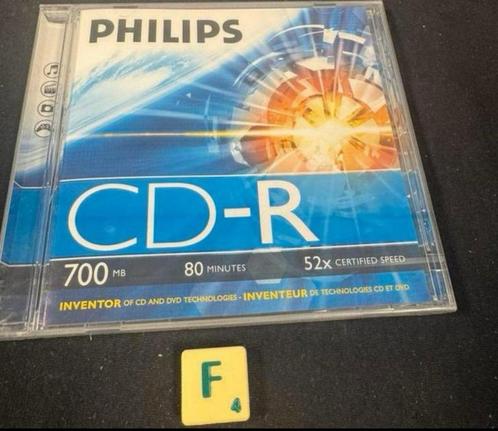 PHILIPS
CD-R
700 MB 80 MINUTES 52x CERTIFIED SPEED
INVENTOR OF CD AND DVD TECHNOLOGIES - INVENTEUR DE TECHNOLOGIES CD ET DVD
F
4